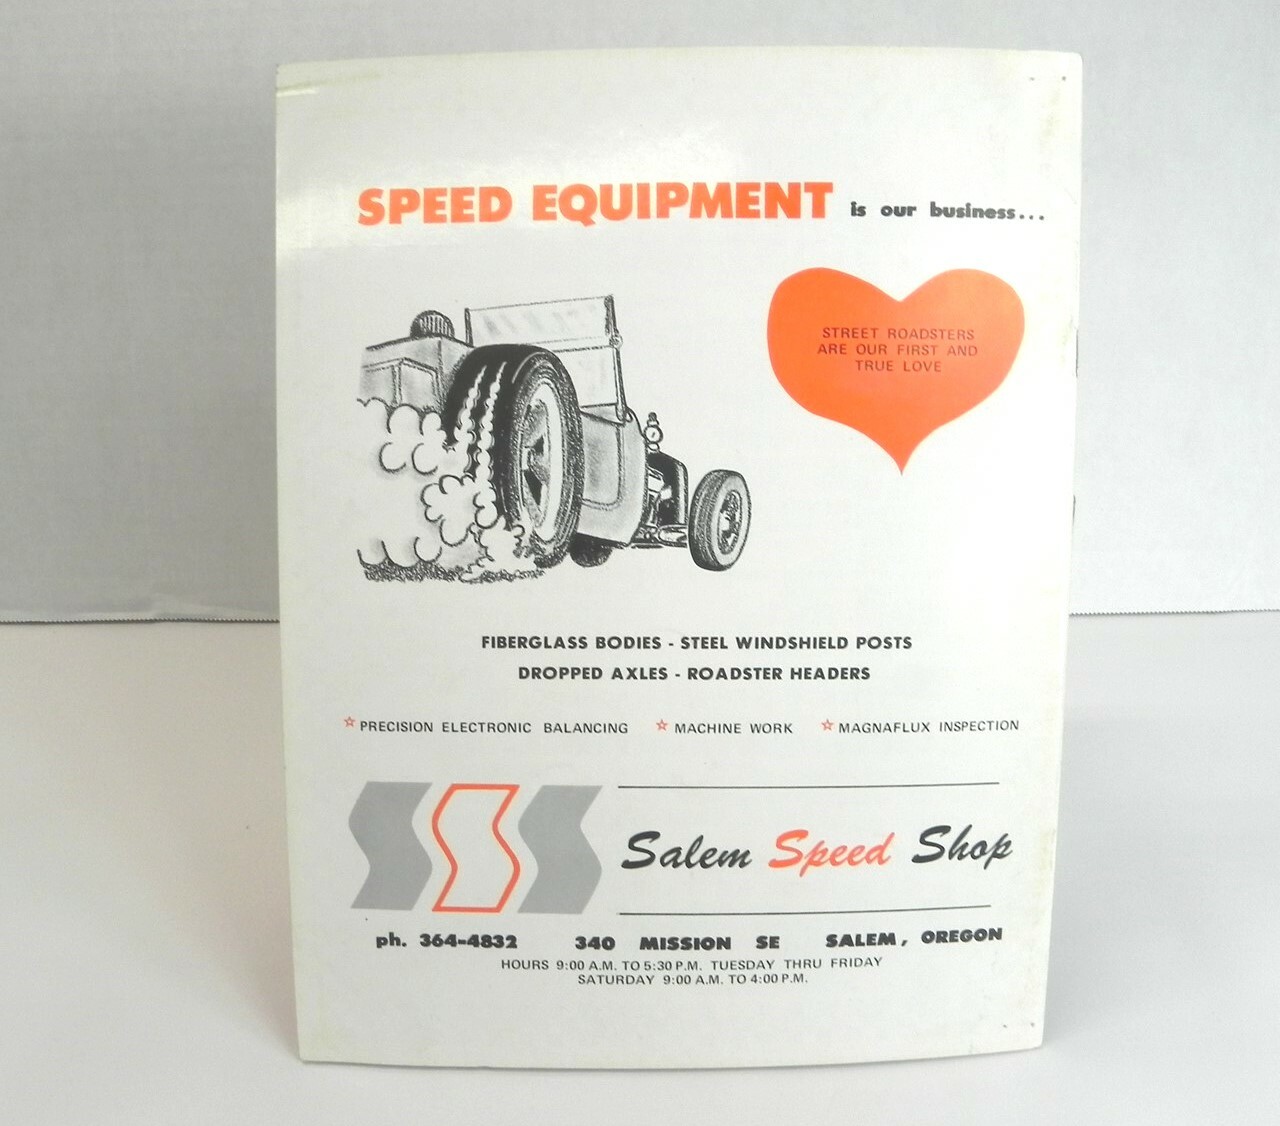 SPEED EQUIPMENT is our business...
STREET ROADSTERS
ARE OUR FIRST AND
TRUE LOVE
FIBERGLASS BODIES - STEEL WINDSHIELD POSTS
DROPPED AXLES - ROADSTER HEADERS
☆ PRECISION ELECTRONIC BALANCING ☆ MACHINE WORK ☆ MAGNAFLUX INSPECTION
SSS
Salem Speed Shop
ph. 364-4832 340 MISSION SE SALEM, OREGON
HOURS 9:00 A.M. TO 5:30 P.M. TUESDAY THRU FRIDAY
SATURDAY 9:00 A.M. TO 4:00 P.M.